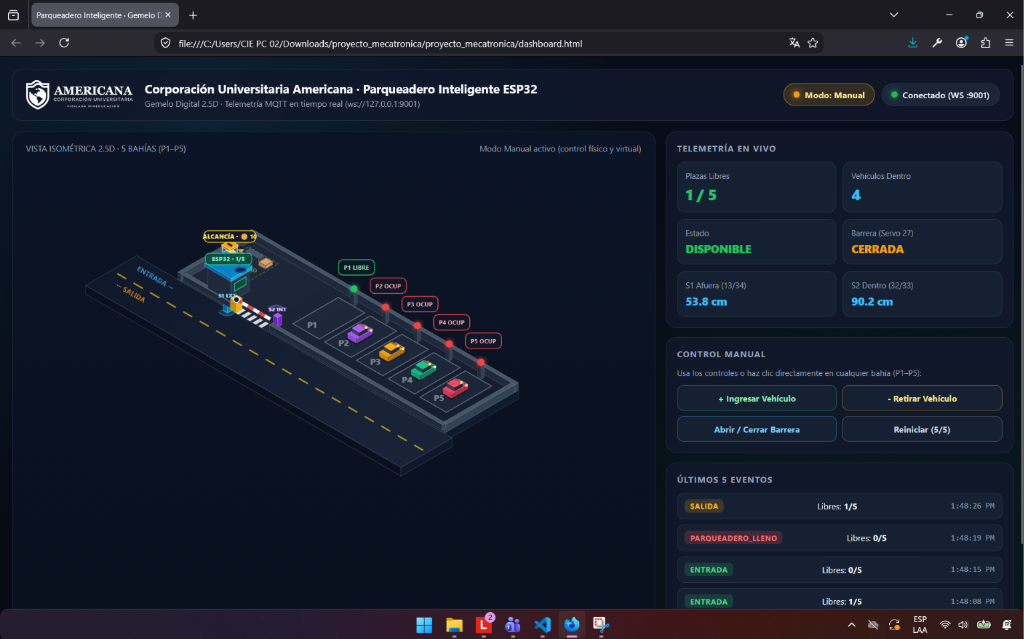 Parqueadero Inteligente - Gemelo D
file:///C:/Users/CIE PC 02/Downloads/proyecto_mecatronica/proyecto_mecatronica/dashboard.html
AMERICANA
CORPORACIÓN UNIVERSITARIA
Corporación Universitaria Americana · Parqueadero Inteligente ESP32
Gemelo Digital 2.5D · Telemetría MQTT en tiempo real (ws://127.0.0.1:9001)
Modo: Manual
Conectado (WS :9001)
VISTA ISOMÉTRICA 2.5D · 5 BAHÍAS (P1–P5)
Modo Manual activo (control físico y virtual)
ALCANCÍA -
ESP32 · 1/5
ENTRADA
SALIDA
S2 INT
P1 LIBRE
P2 OCUP
P3 OCUP
P4 OCUP
P5 OCUP
P1
P2
P3
P4
P5
TELEMETRÍA EN VIVO
Plazas Libres
1 / 5
Vehículos Dentro
4
Estado
DISPONIBLE
Barrera (Servo 27)
CERRADA
S1 Afuera (13/34)
53.8 cm
S2 Dentro (32/33)
90.2 cm
CONTROL MANUAL
Usa los controles o haz clic directamente en cualquier bahía (P1–P5):
+ Ingresar Vehículo
- Retirar Vehículo
Abrir / Cerrar Barrera
Reiniciar (5/5)
ÚLTIMOS 5 EVENTOS
SALIDA Libres: 1/5 1:48:26 PM
PARQUEADERO_LLENO Libres: 0/5 1:48:19 PM
ENTRADA Libres: 0/5 1:48:15 PM
ENTRADA Libres: 1/5 1:48:08 PM
2
ESP
LAA